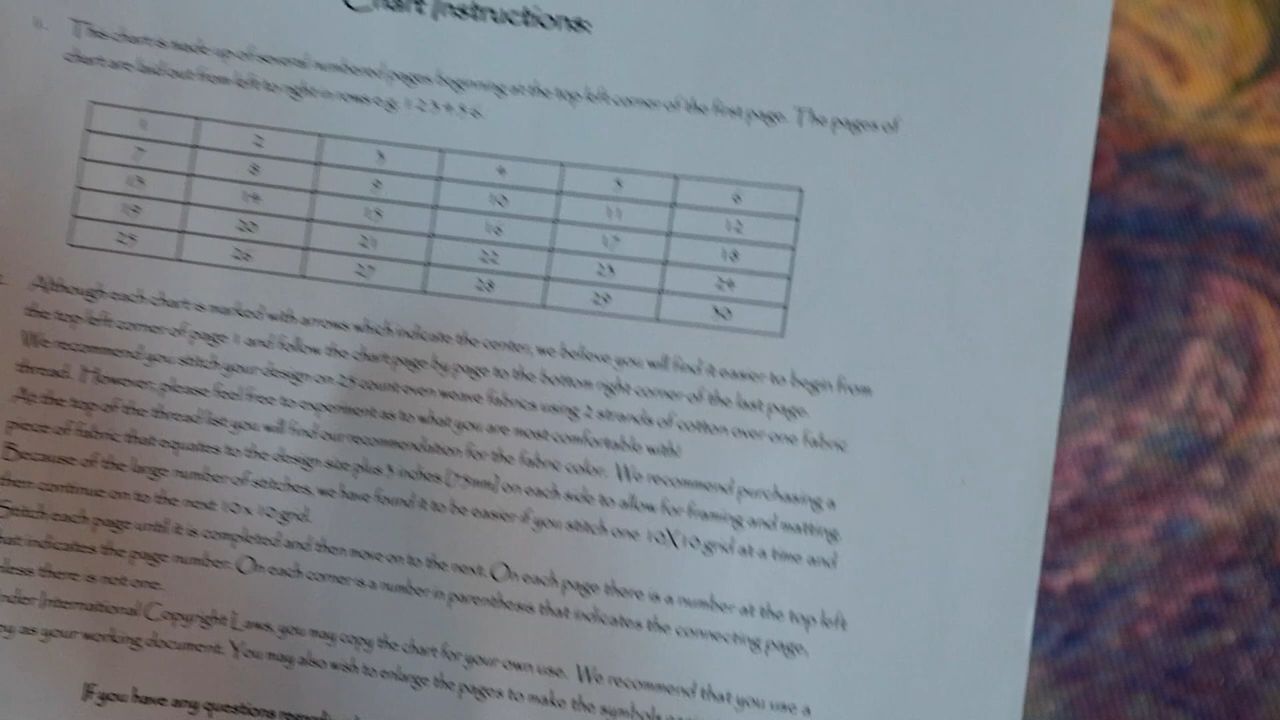 Chart Instructions:
This chart is made up of several numbered pages beginning at the top left corner of the first page. The pages of
chart are laid out from left to right in rows e.g. 1 2 3 4 5 6.
1 2 3 4 5 6
7 8 9 10 11 12
13 14 15 16 17 18
19 20 21 22 23 24
25 26 27 28 29 30
Although each chart is marked with arrows which indicate the center, we believe you will find it easier to begin from
the top left corner of page 1 and follow the chart page by page to the bottom right corner of the last page.
We recommend you stitch your design on 25 count even weave fabrics using 2 strands of cotton over one fabric
thread. However, please feel free to experiment as to what you are most comfortable with!
At the top of the thread list you will find our recommendation for the fabric color. We recommend purchasing a
piece of fabric that equates to the design size plus 3 inches (75mm) on each side to allow for framing and matting.
Because of the large number of stitches, we have found it to be easier if you stitch one 10X10 grid at a time and
then continue on to the next 10 x 10 grid.
Stitch each page until it is completed and then move on to the next. On each page there is a number at the top left
that indicates the page number. On each corner is a number in parenthesis that indicates the connecting page,
there is not one.
International Copyright Laws, you may copy the chart for your own use. We recommend that you use a
as your working document. You may also wish to enlarge the pages to make the symbols
If you have any questions